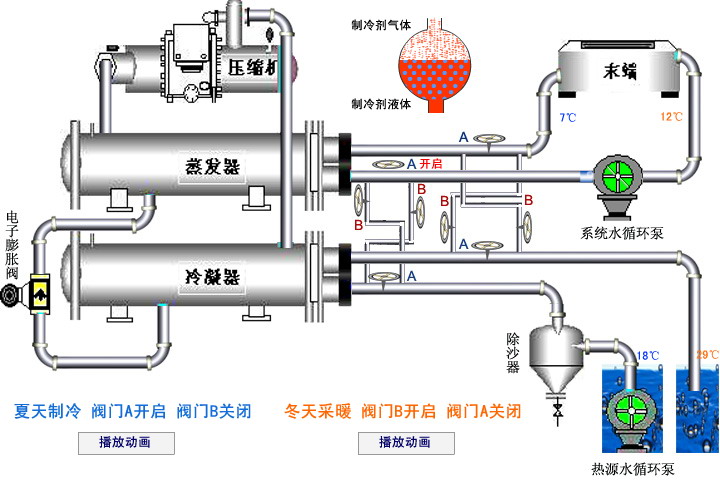 制冷剂气体
压缩机
末端
制冷剂液体
7℃
12℃
A
A 开启
蒸发器
B
B
B
B
电子膨胀阀
系统水循环泵
A
冷凝器
A
除沙器
18℃
29℃
夏天制冷 阀门A开启 阀门B关闭
冬天采暖 阀门B开启 阀门A关闭
播放动画
播放动画
热源水循环泵